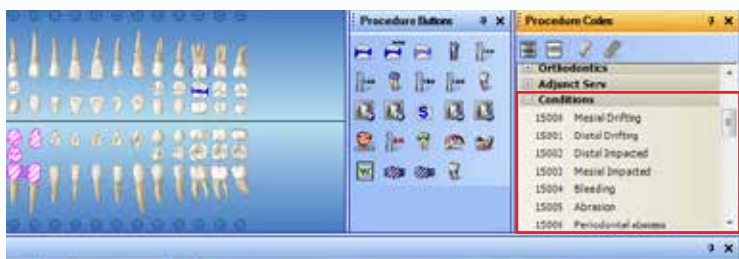 Procedure Buttons
Procedure Codes
Orthodontics
Adjunct Serv
Conditions
15000 Mesial Drifting
15001 Distal Drifting
15002 Distal Impacted
15003 Mesial Impacted
15004 Bleeding
15005 Abrasion
15006 Periodontal abscess
S